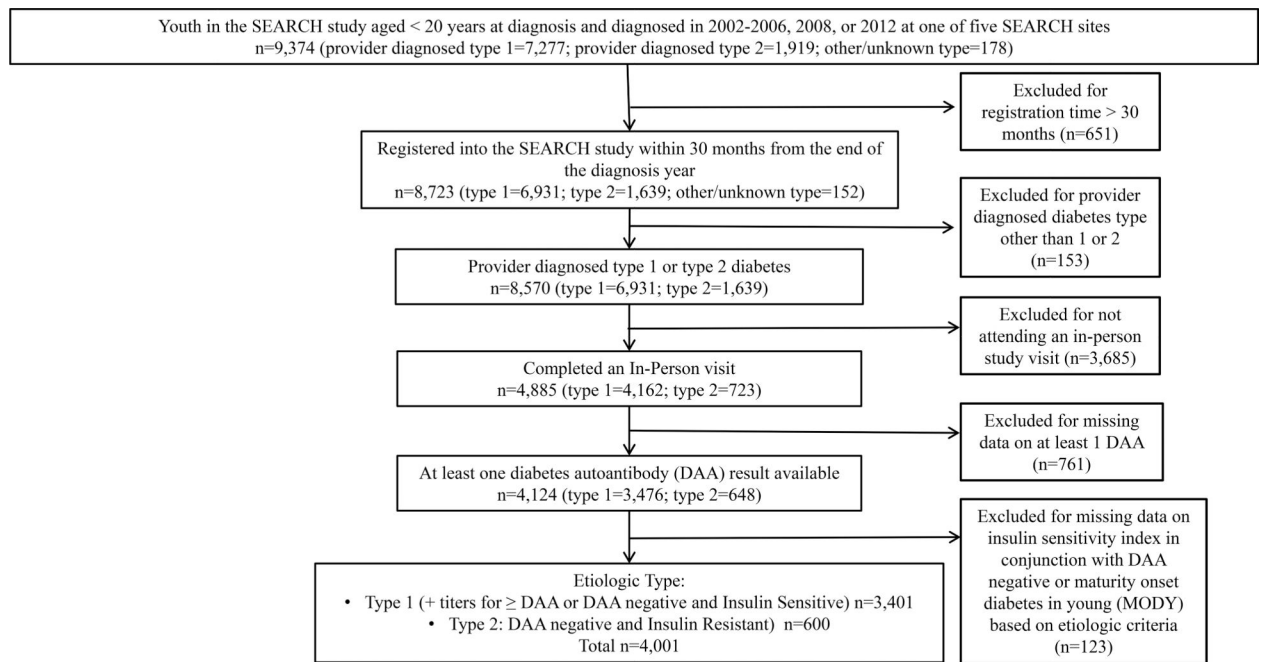 Youth in the SEARCH study aged < 20 years at diagnosis and diagnosed in 2002-2006, 2008, or 2012 at one of five SEARCH sites
n=9,374 (provider diagnosed type 1=7,277; provider diagnosed type 2=1,919; other/unknown type=178)
Excluded for
registration time > 30
months (n=651)
Registered into the SEARCH study within 30 months from the end of
the diagnosis year
n=8,723 (type 1=6,931; type 2=1,639; other/unknown type=152)
Excluded for provider
diagnosed diabetes type
other than 1 or 2
(n=153)
Provider diagnosed type 1 or type 2 diabetes
n=8,570 (type 1=6,931; type 2=1,639)
Excluded for not
attending an in-person
study visit (n=3,685)
Completed an In-Person visit
n=4,885 (type 1=4,162; type 2=723)
Excluded for missing
data on at least 1 DAA
(n=761)
At least one diabetes autoantibody (DAA) result available
n=4,124 (type 1=3,476; type 2=648)
Excluded for missing data on
insulin sensitivity index in
conjunction with DAA
negative or maturity onset
diabetes in young (MODY)
based on etiologic criteria
(n=123)
Etiologic Type:
• Type 1 (+ titers for ≥ DAA or DAA negative and Insulin Sensitive) n=3,401
• Type 2: DAA negative and Insulin Resistant) n=600
Total n=4,001